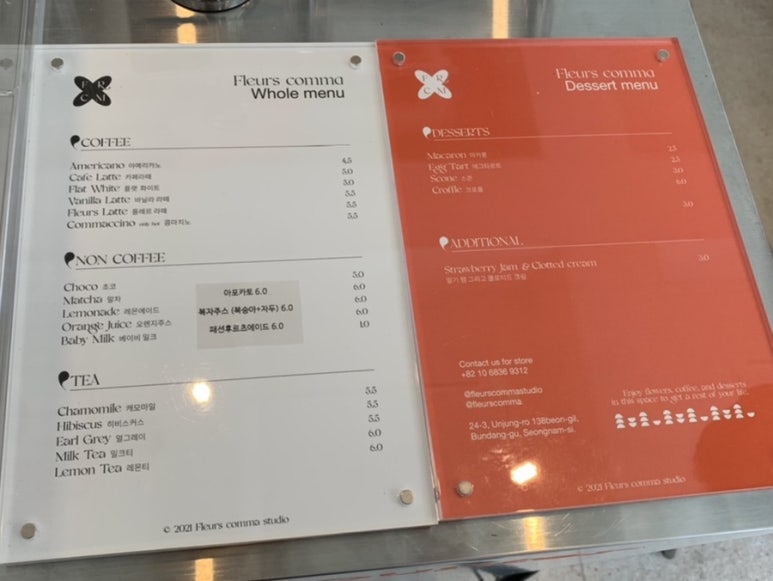 FR
CM
Fleurs comma
Whole menu
COFFEE
Americano 아메리카노 4.5
Cafe Latte 카페라떼 5.0
Flat White 플랫 화이트 5.0
Vanilla Latte 바닐라 라떼 5.5
Fleurs Latte 플레르 라떼 5.5
Commaccino only hot 콤마치노 5.5
NON COFFEE
Choco 초코 5.0
Matcha 말차 6.0
Lemonade 레몬에이드 6.0
Orange Juice 오렌지주스 6.0
Baby Milk 베이비 밀크 1.0
아포카토 6.0
복자주스 (복숭아+자두) 6.0
패션후르츠에이드 6.0
TEA
Chamomile 캐모마일 5.5
Hibiscus 히비스커스 5.5
Earl Grey 얼그레이 5.5
Milk Tea 밀크티 6.0
Lemon Tea 레몬티 6.0
© 2021 Fleurs comma studio
FR
CM
Fleurs comma
Dessert menu
DESSERTS
Macaron 마카롱 2.5
Egg Tart 에그타르트 2.5
Scone 스콘 3.0
Croffle 크로플 6.0
3.0
ADDITIONAL
Strawberry Jam & Clotted cream 3.0
딸기 잼 그리고 클로티드 크림
Contact us for store
+82 10 6836 9312
@fleurscommastudio
@fleurscomma
24-3, Unjung-ro 138beon-gil,
Bundang-gu, Seongnam-si.
Enjoy flowers, coffee, and desserts
in this space to get a rest of your life.
© 2021 Fleurs comma studio